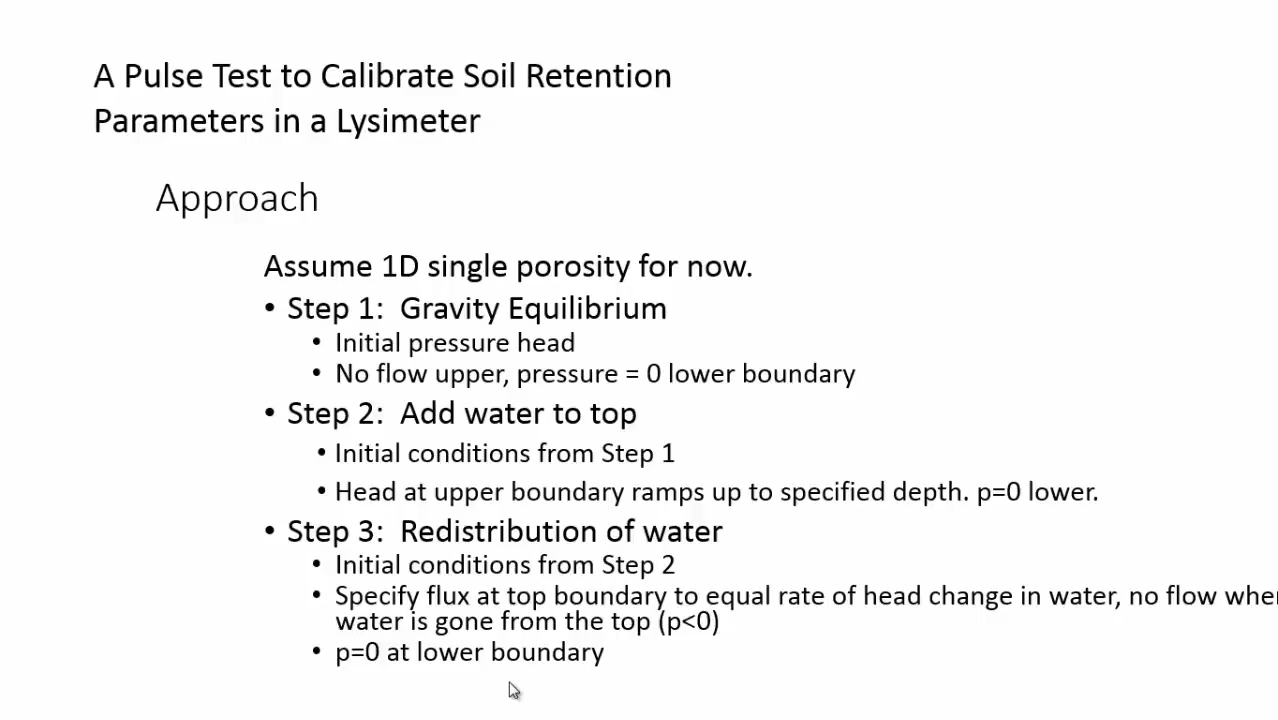 A Pulse Test to Calibrate Soil Retention
Parameters in a Lysimeter
Approach
Assume 1D single porosity for now.
• Step 1:  Gravity Equilibrium
• Initial pressure head
• No flow upper, pressure = 0 lower boundary
• Step 2:  Add water to top
• Initial conditions from Step 1
• Head at upper boundary ramps up to specified depth. p=0 lower.
• Step 3:  Redistribution of water
• Initial conditions from Step 2
• Specify flux at top boundary to equal rate of head change in water, no flow
water is gone from the top (p<0)
• p=0 at lower boundary